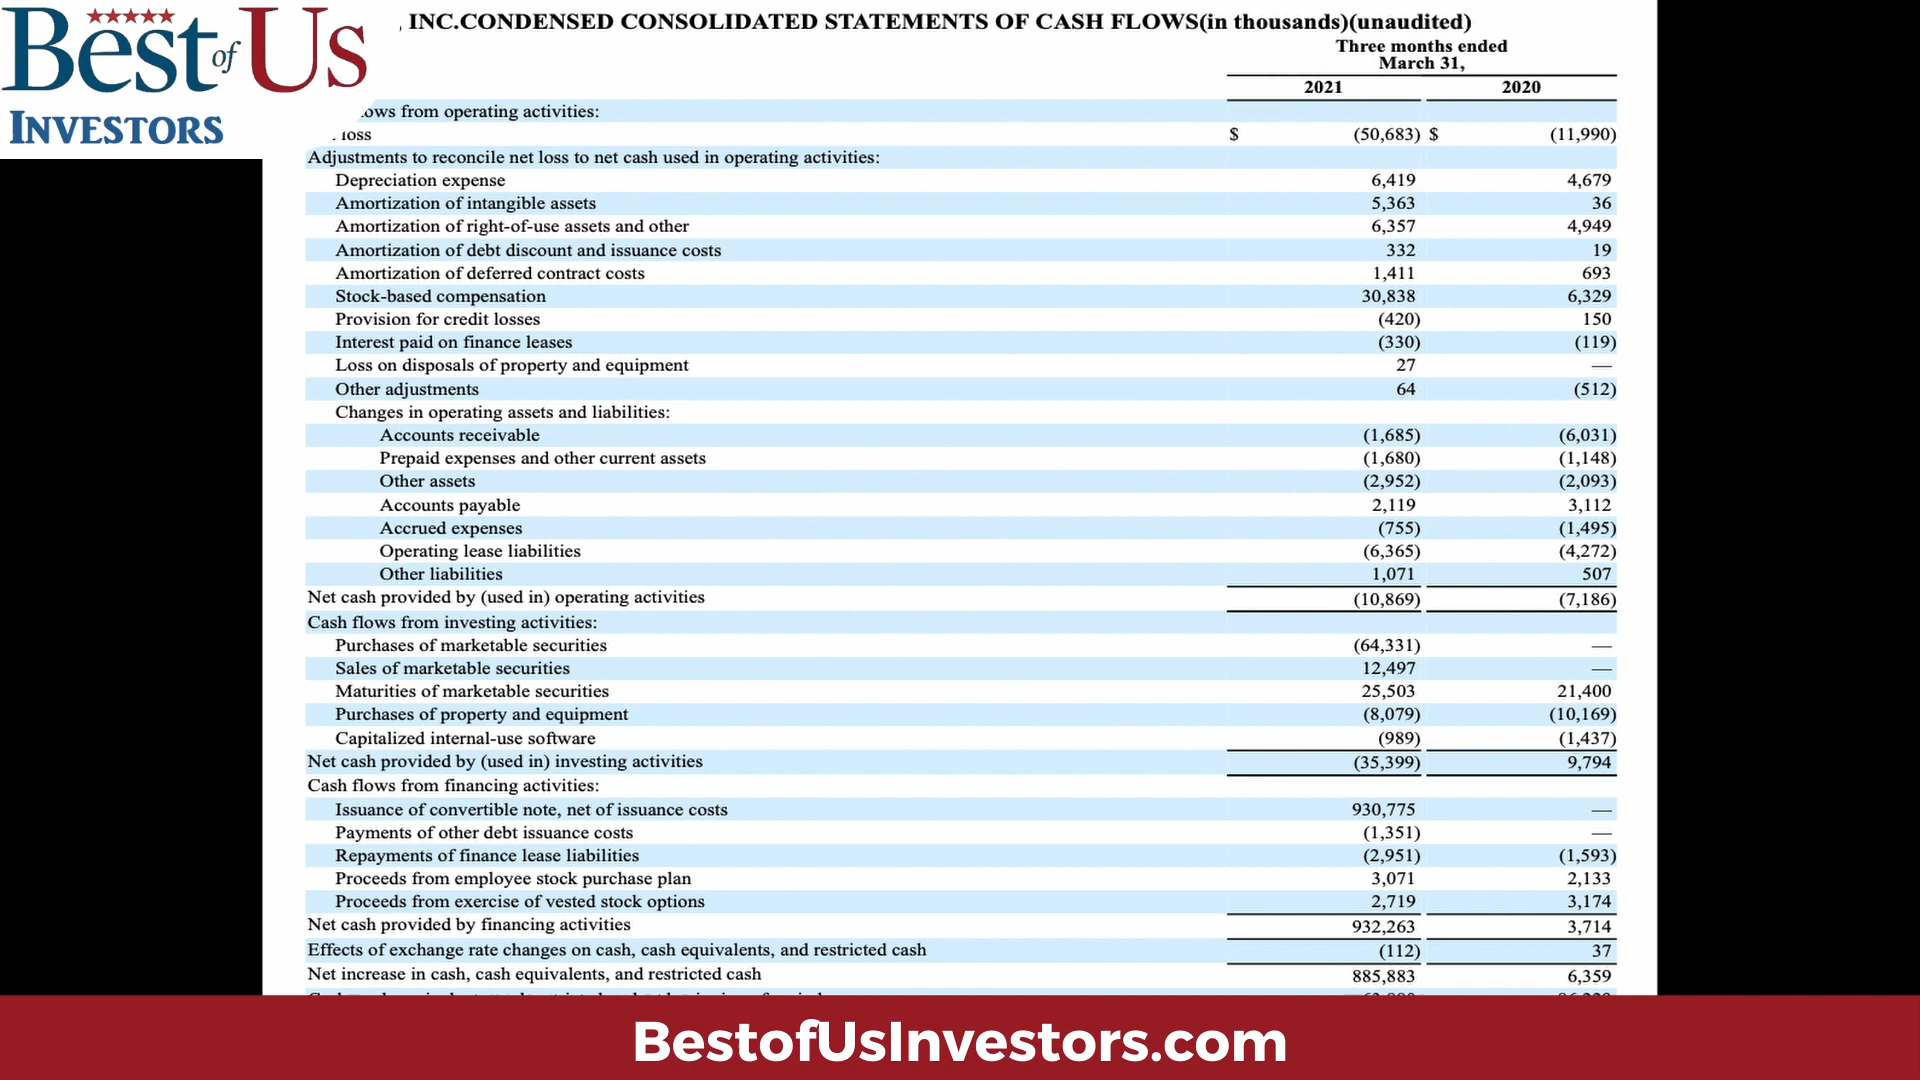 ★★★★★
Best of Us
INVESTORS
, INC.CONDENSED CONSOLIDATED STATEMENTS OF CASH FLOWS(in thousands)(unaudited)
Three months ended
March 31,
2021 2020
ows from operating activities:
loss $ (50,683) $ (11,990)
Adjustments to reconcile net loss to net cash used in operating activities:
Depreciation expense 6,419 4,679
Amortization of intangible assets 5,363 36
Amortization of right-of-use assets and other 6,357 4,949
Amortization of debt discount and issuance costs 332 19
Amortization of deferred contract costs 1,411 693
Stock-based compensation 30,838 6,329
Provision for credit losses (420) 150
Interest paid on finance leases (330) (119)
Loss on disposals of property and equipment 27 —
Other adjustments 64 (512)
Changes in operating assets and liabilities:
Accounts receivable (1,685) (6,031)
Prepaid expenses and other current assets (1,680) (1,148)
Other assets (2,952) (2,093)
Accounts payable 2,119 3,112
Accrued expenses (755) (1,495)
Operating lease liabilities (6,365) (4,272)
Other liabilities 1,071 507
Net cash provided by (used in) operating activities (10,869) (7,186)
Cash flows from investing activities:
Purchases of marketable securities (64,331) —
Sales of marketable securities 12,497 —
Maturities of marketable securities 25,503 21,400
Purchases of property and equipment (8,079) (10,169)
Capitalized internal-use software (989) (1,437)
Net cash provided by (used in) investing activities (35,399) 9,794
Cash flows from financing activities:
Issuance of convertible note, net of issuance costs 930,775 —
Payments of other debt issuance costs (1,351) —
Repayments of finance lease liabilities (2,951) (1,593)
Proceeds from employee stock purchase plan 3,071 2,133
Proceeds from exercise of vested stock options 2,719 3,174
Net cash provided by financing activities 932,263 3,714
Effects of exchange rate changes on cash, cash equivalents, and restricted cash (112) 37
Net increase in cash, cash equivalents, and restricted cash 885,883 6,359
BestofUsInvestors.com